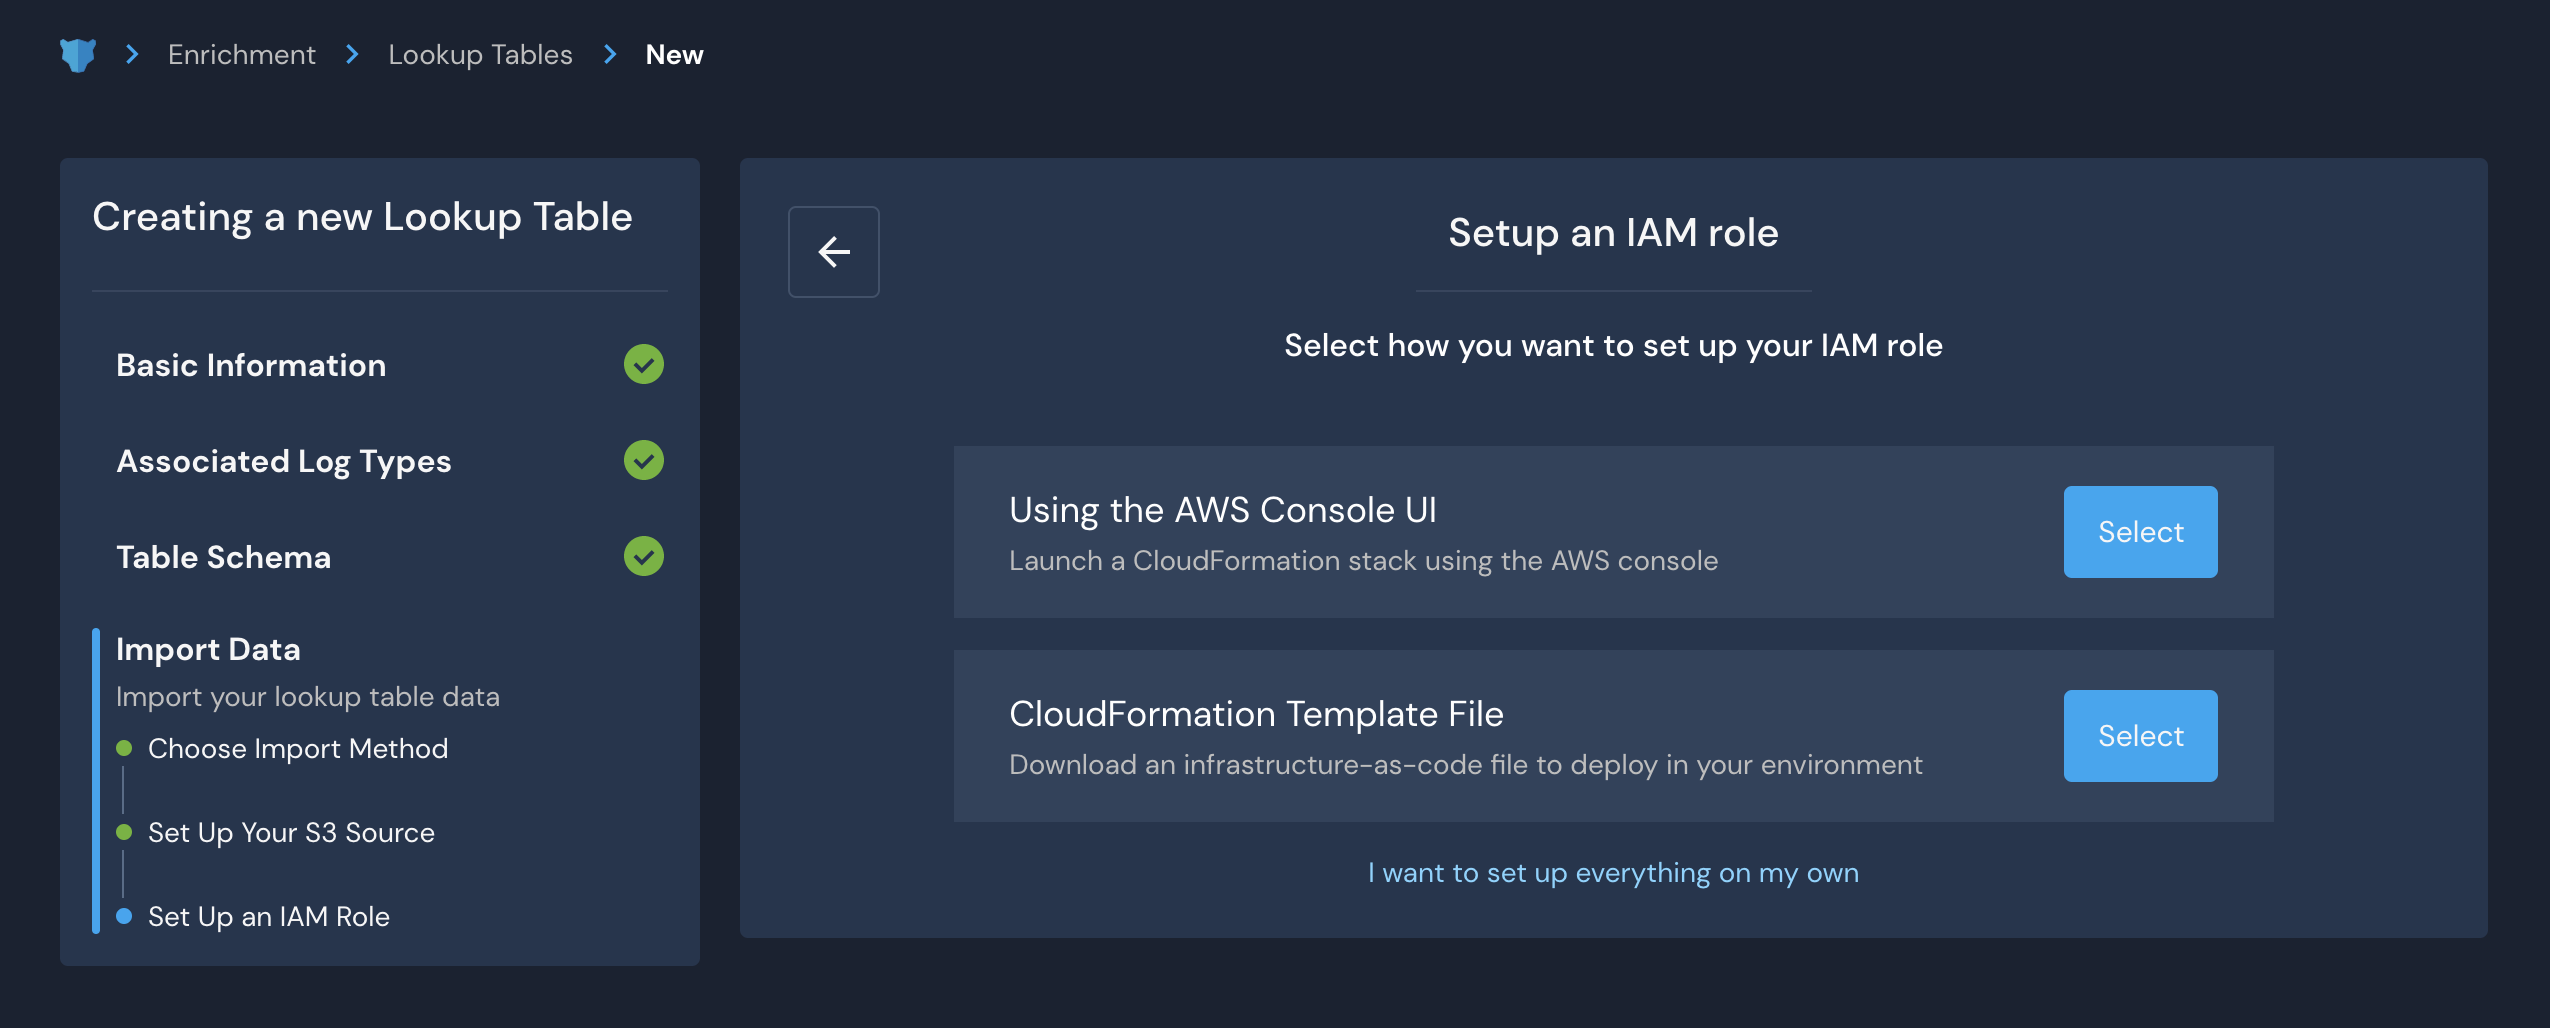 Enrichment
Lookup Tables
New
Creating a new Lookup Table
Basic Information
Associated Log Types
Table Schema
Import Data
Import your lookup table data
Choose Import Method
Set Up Your S3 Source
Set Up an IAM Role
Setup an IAM role
Select how you want to set up your IAM role
Using the AWS Console UI
Launch a CloudFormation stack using the AWS console
Select
CloudFormation Template File
Download an infrastructure-as-code file to deploy in your environment
Select
I want to set up everything on my own